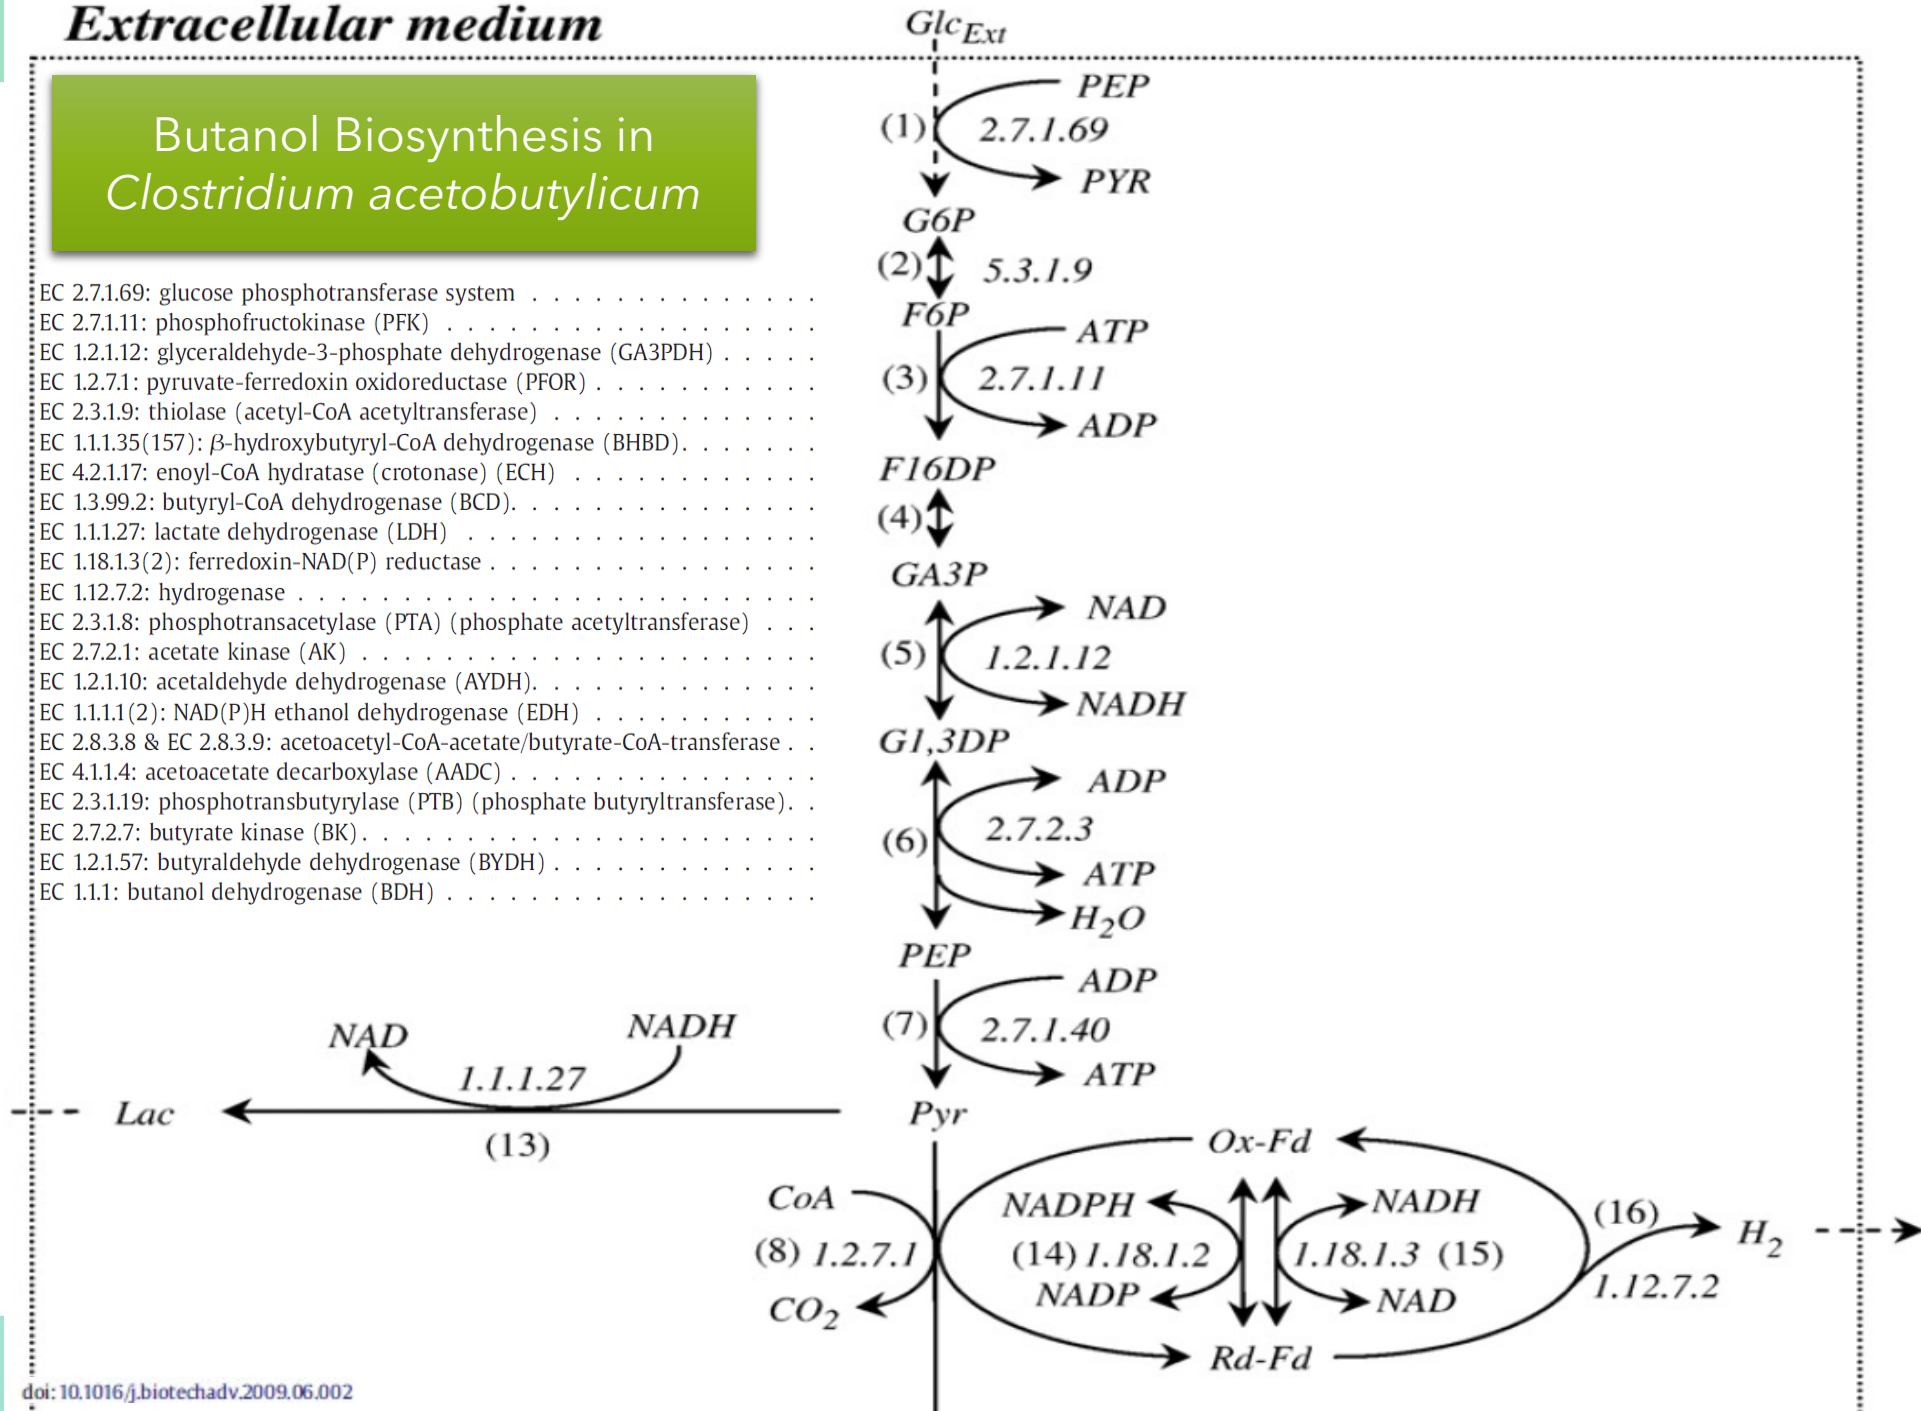 Extracellular medium
Glc Ext
Butanol Biosynthesis in
Clostridium acetobutylicum
EC 2.7.1.69: glucose phosphotransferase system . . . . . . . . . . . . . .
EC 2.7.1.11: phosphofructokinase (PFK) . . . . . . . . . . . . . . . . . .
EC 1.2.1.12: glyceraldehyde-3-phosphate dehydrogenase (GA3PDH) . . . . .
EC 1.2.7.1: pyruvate-ferredoxin oxidoreductase (PFOR) . . . . . . . . . . .
EC 2.3.1.9: thiolase (acetyl-CoA acetyltransferase) . . . . . . . . . . . . .
EC 1.1.1.35(157): β-hydroxybutyryl-CoA dehydrogenase (BHBD). . . . . . .
EC 4.2.1.17: enoyl-CoA hydratase (crotonase) (ECH) . . . . . . . . . . . .
EC 1.3.99.2: butyryl-CoA dehydrogenase (BCD). . . . . . . . . . . . . .
EC 1.1.1.27: lactate dehydrogenase (LDH) . . . . . . . . . . . . . . . . .
EC 1.18.1.3(2): ferredoxin-NAD(P) reductase . . . . . . . . . . . . . . .
EC 1.12.7.2: hydrogenase . . . . . . . . . . . . . . . . . . . . . .
EC 2.3.1.8: phosphotransacetylase (PTA) (phosphate acetyltransferase) . . .
EC 2.7.2.1: acetate kinase (AK) . . . . . . . . . . . . . . . . . . . .
EC 1.2.1.10: acetaldehyde dehydrogenase (AYDH). . . . . . . . . . . . .
EC 1.1.1.1(2): NAD(P)H ethanol dehydrogenase (EDH) . . . . . . . . . . .
EC 2.8.3.8 & EC 2.8.3.9: acetoacetyl-CoA-acetate/butyrate-CoA-transferase . .
EC 4.1.1.4: acetoacetate decarboxylase (AADC) . . . . . . . . . . . . . .
EC 2.3.1.19: phosphotransbutyrylase (PTB) (phosphate butyryltransferase). .
EC 2.7.2.7: butyrate kinase (BK). . . . . . . . . . . . . . . . . . . .
EC 1.2.1.57: butyraldehyde dehydrogenase (BYDH) . . . . . . . . . . . .
EC 1.1.1: butanol dehydrogenase (BDH) . . . . . . . . . . . . . . . . .
PEP
(1) 2.7.1.69
PYR
G6P
(2) 5.3.1.9
F6P
ATP
(3) 2.7.1.11
ADP
F16DP
(4)
GA3P
NAD
(5) 1.2.1.12
NADH
G1,3DP
ADP
(6) 2.7.2.3
ATP
H2O
PEP
ADP
(7) 2.7.1.40
ATP
NAD NADH
1.1.1.27
Lac Pyr
(13)
Ox-Fd
CoA NADPH NADH
(16)
H2
(8) 1.2.7.1 (14) 1.18.1.2 1.18.1.3 (15)
1.12.7.2
CO2 NADP NAD
Rd-Fd
doi: 10.1016/j.biotechadv.2009.06.002